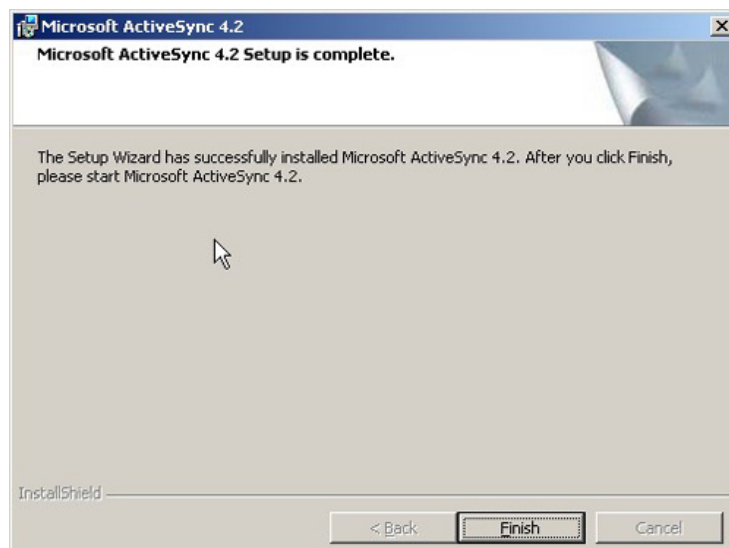 Microsoft ActiveSync 4.2
Microsoft ActiveSync 4.2 Setup is complete.
The Setup Wizard has successfully installed Microsoft ActiveSync 4.2. After you click Finish,
please start Microsoft ActiveSync 4.2.
InstallShield
< Back
Finish
Cancel